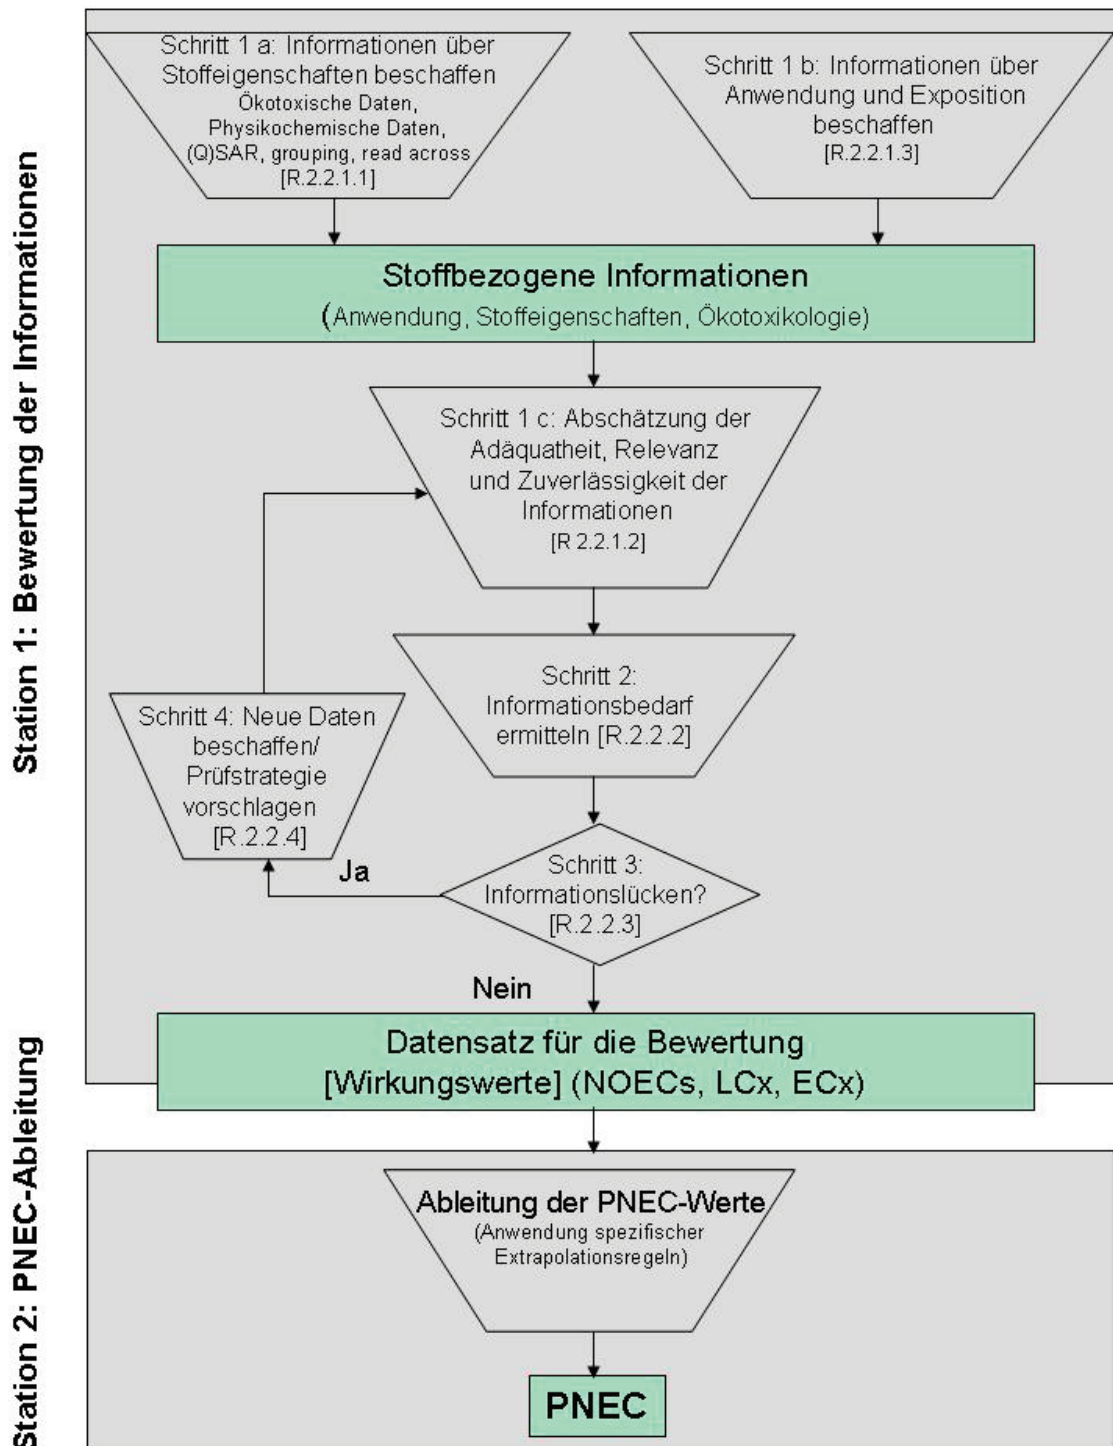 Station 1: Bewertung der Informationen
Schritt 1 a: Informationen über
Stoffeigenschaften beschaffen
Ökotoxische Daten,
Physikochemische Daten,
(Q)SAR, grouping, read across
[R.2.2.1.1]
Schritt 1 b: Informationen über
Anwendung und Exposition
beschaffen
[R.2.2.1.3]
Stoffbezogene Informationen
(Anwendung, Stoffeigenschaften, Ökotoxikologie)
Schritt 1 c: Abschätzung der
Adäquatheit, Relevanz
und Zuverlässigkeit der
Informationen
[R 2.2.1.2]
Schritt 2:
Informationsbedarf
ermitteln [R.2.2.2]
Schritt 4: Neue Daten
beschaffen/
Prüfstrategie
vorschlagen
[R.2.2.4]
Ja
Schritt 3:
Informationslücken?
[R.2.2.3]
Nein
Datensatz für die Bewertung
[Wirkungswerte] (NOECs, LCx, ECx)
Station 2: PNEC-Ableitung
Ableitung der PNEC-Werte
(Anwendung spezifischer
Extrapolationsregeln)
PNEC